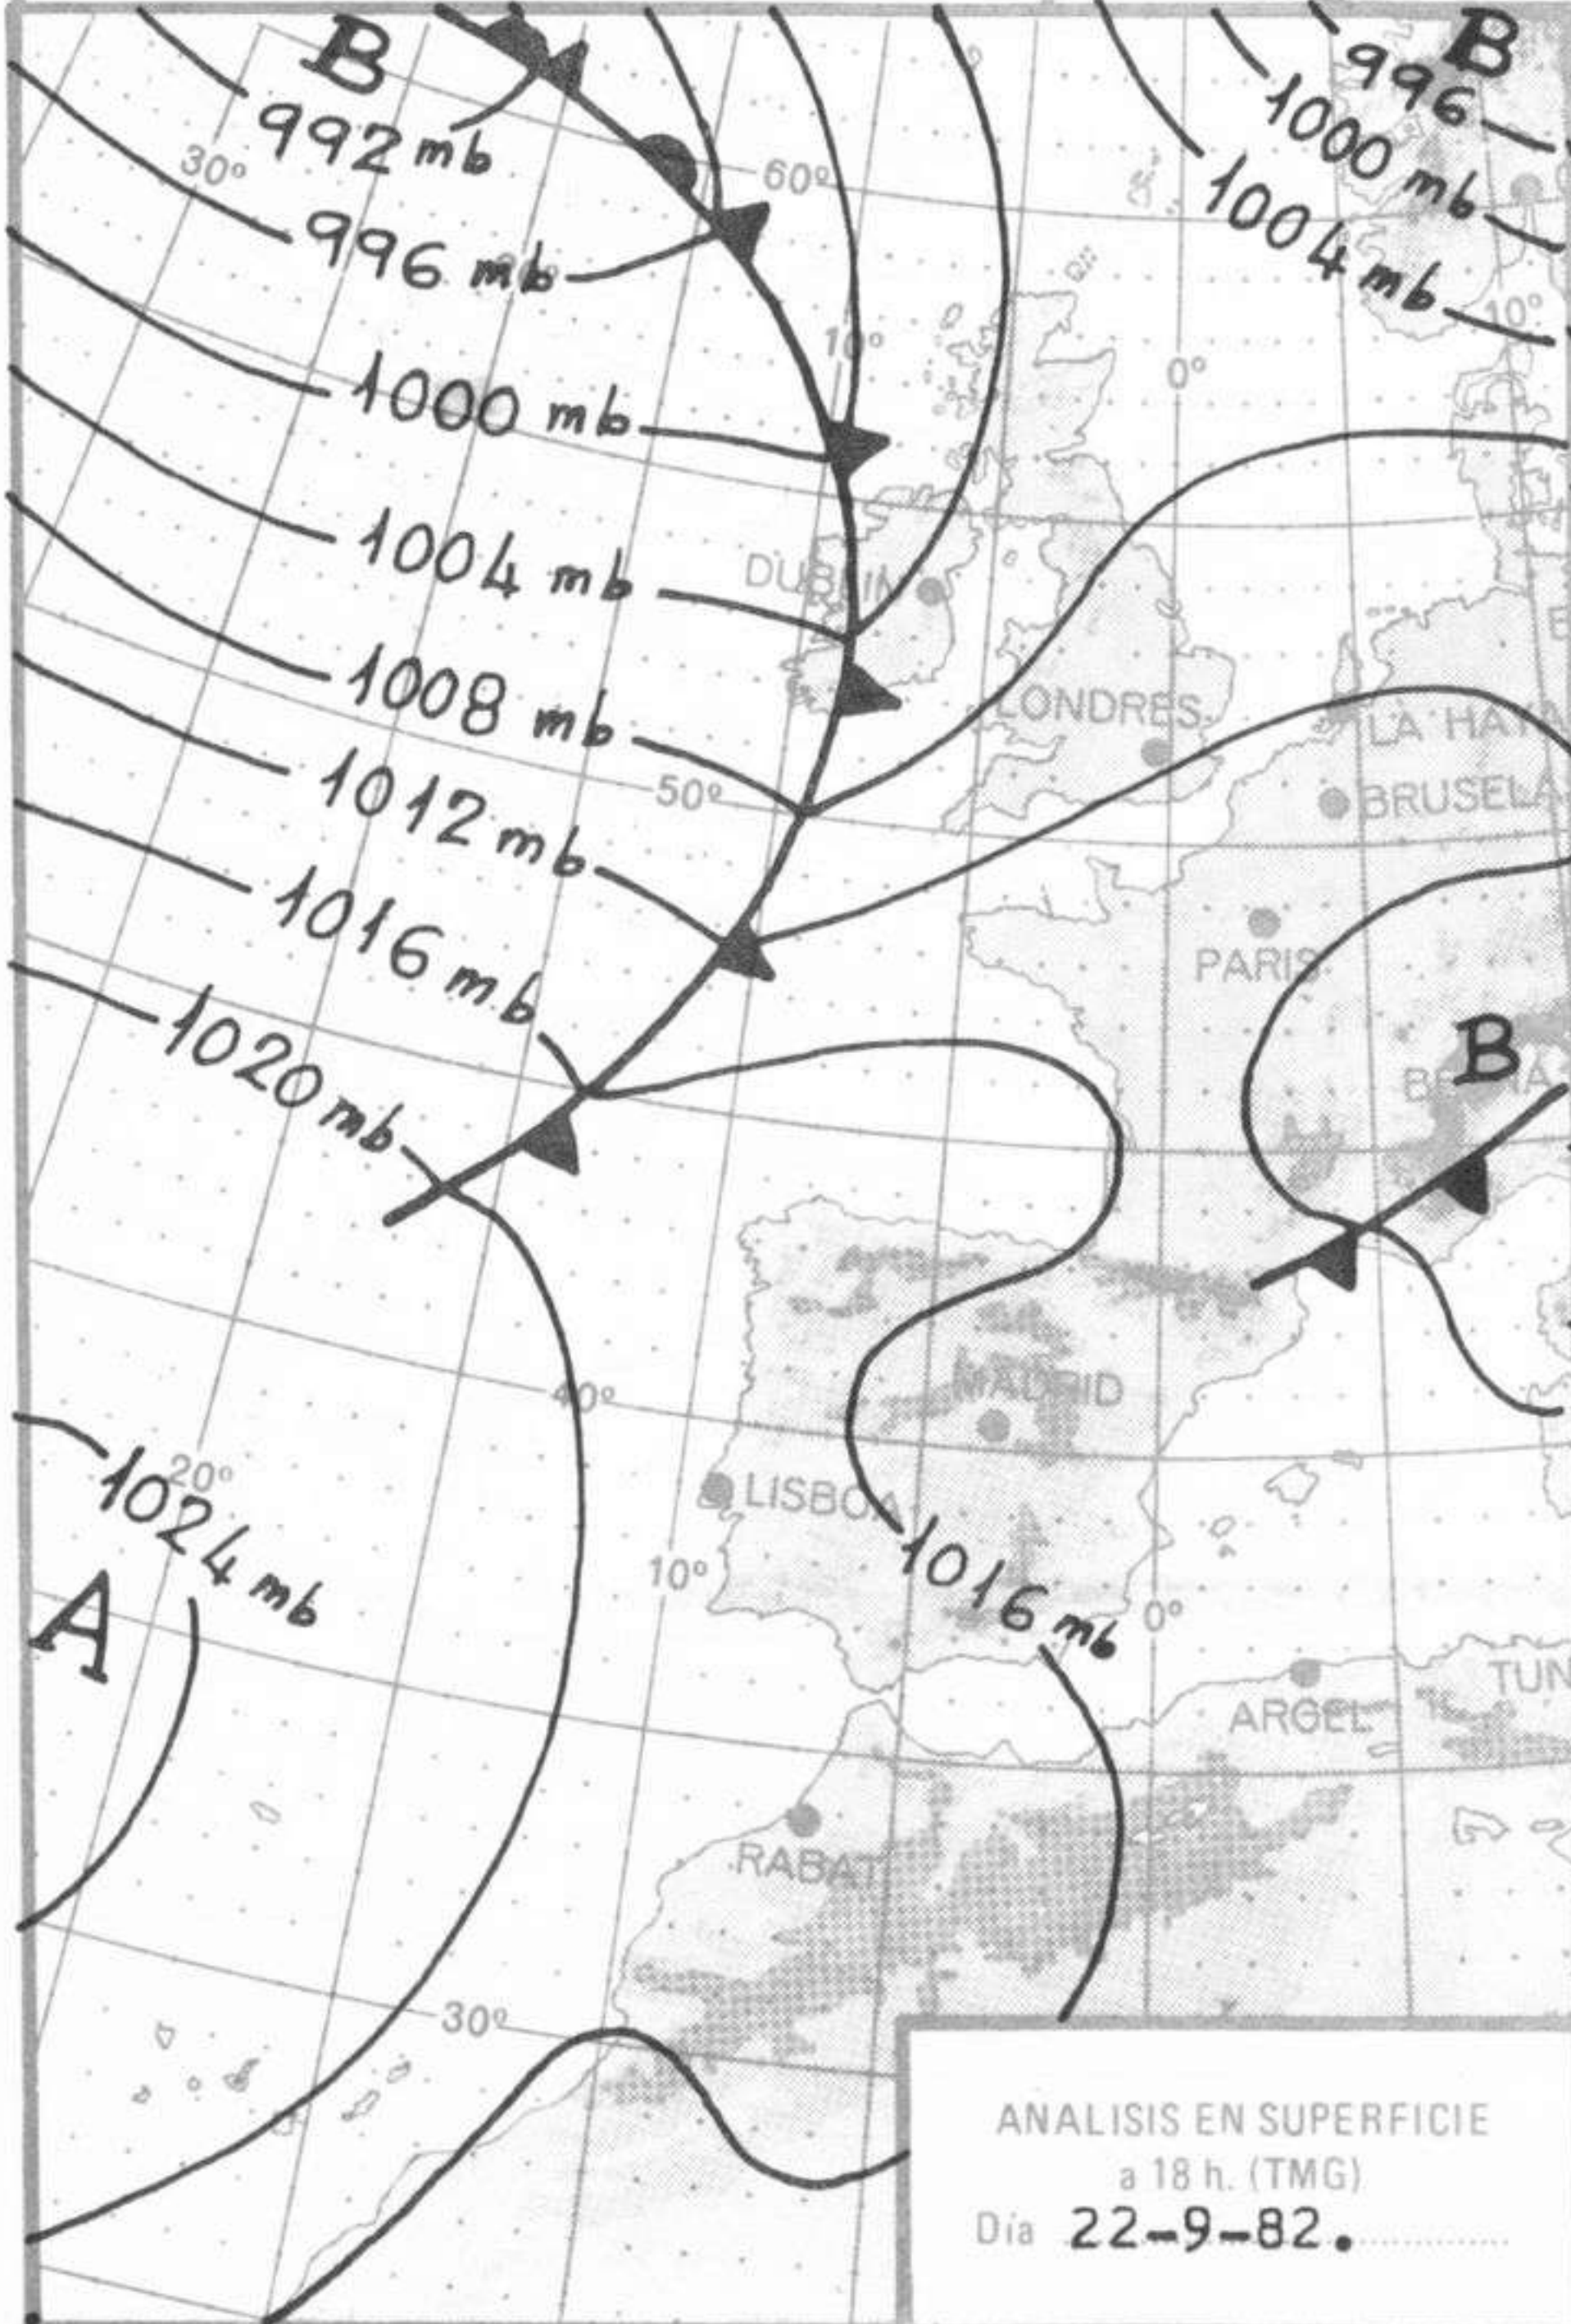 B
B
996
992 mb
1000 mb
30°
60°
1004 mb
996 mb
10°
10°
0°
1000 mb
1004 mb
DUBLIN
1008 mb
LONDRES
LA HAYA
50°
BRUSELA
1012 mb
1016 mb
PARIS
1020 mb
B
BERNA
40°
MADRID
20°
1024 mb
LISBOA
10°
1016 mb
0°
A
TUN
ARGEL
RABAT
30°
ANALISIS EN SUPERFICIE
a 18 h. (TMG)
Día 22-9-82.